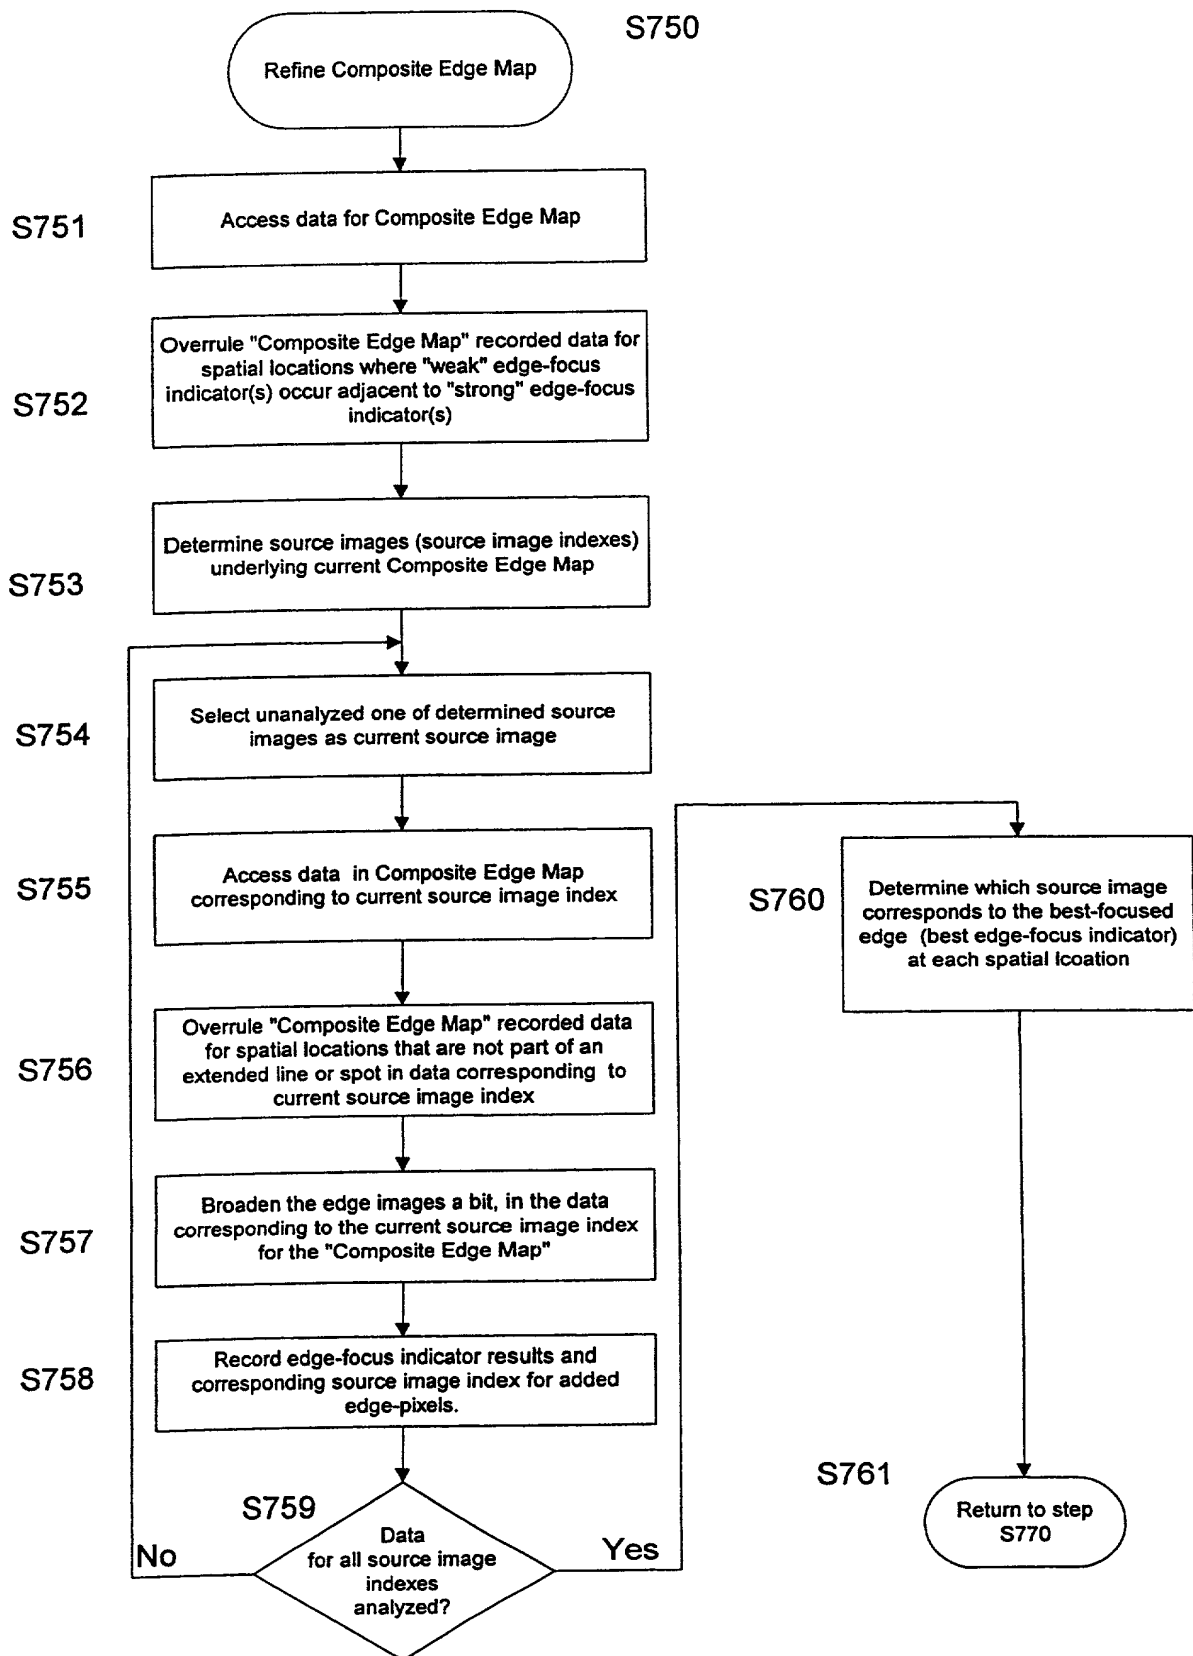 S750
Refine Composite Edge Map
S751
Access data for Composite Edge Map
S752
Overrule "Composite Edge Map" recorded data for
spatial locations where "weak" edge-focus
indicator(s) occur adjacent to "strong" edge-focus
indicator(s)
S753
Determine source images (source image indexes)
underlying current Composite Edge Map
S754
Select unanalyzed one of determined source
images as current source image
S755
Access data in Composite Edge Map
corresponding to current source image index
S756
Overrule "Composite Edge Map" recorded data
for spatial locations that are not part of an
extended line or spot in data corresponding to
current source image index
S757
Broaden the edge images a bit, in the data
corresponding to the current source image index
for the "Composite Edge Map"
S758
Record edge-focus indicator results and
corresponding source image index for added
edge-pixels.
S759
Data
for all source image
indexes
analyzed?
No
Yes
S760
Determine which source image
corresponds to the best-focused
edge (best edge-focus indicator)
at each spatial lcoation
S761
Return to step
S770